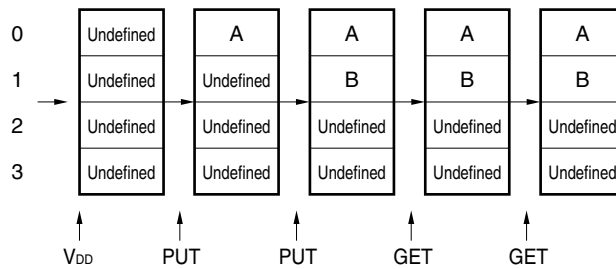 0 Undefined A A A A
1 Undefined Undefined B B B
2 Undefined Undefined Undefined Undefined Undefined
3 Undefined Undefined Undefined Undefined Undefined
VDD PUT PUT GET GET